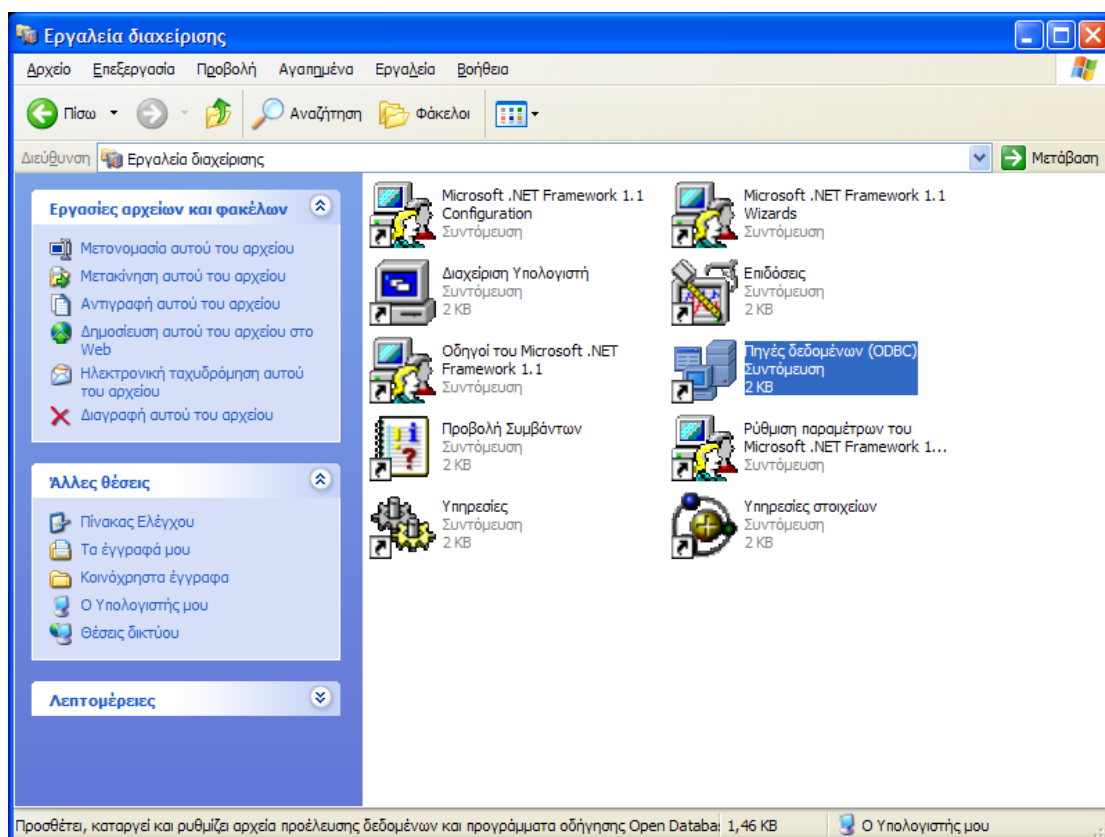 Εργαλεία διαχείρισης
Αρχείο Επεξεργασία Προβολή Αγαπημένα Εργαλεία Βοήθεια
Πίσω Αναζήτηση Φάκελοι
Διεύθυνση Εργαλεία διαχείρισης Μετάβαση
Εργασίες αρχείων και φακέλων
Μετονομασία αυτού του αρχείου
Μετακίνηση αυτού του αρχείου
Αντιγραφή αυτού του αρχείου
Δημοσίευση αυτού του αρχείου στο
Web
Ηλεκτρονική ταχυδρόμηση αυτού
του αρχείου
Διαγραφή αυτού του αρχείου
Άλλες θέσεις
Πίνακας Ελέγχου
Τα έγγραφά μου
Κοινόχρηστα έγγραφα
Ο Υπολογιστής μου
Θέσεις δικτύου
Λεπτομέρειες
Microsoft .NET Framework 1.1
Configuration
Συντόμευση
Microsoft .NET Framework 1.1
Wizards
Συντόμευση
Διαχείριση Υπολογιστή
Συντόμευση
2 KB
Επιδόσεις
Συντόμευση
2 KB
Οδηγοί του Microsoft .NET
Framework 1.1
Συντόμευση
Πηγές δεδομένων (ODBC)
Συντόμευση
2 KB
Προβολή Συμβάντων
Συντόμευση
2 KB
Ρύθμιση παραμέτρων του
Microsoft .NET Framework 1...
Συντόμευση
Υπηρεσίες
Συντόμευση
2 KB
Υπηρεσίες στοιχείων
Συντόμευση
2 KB
Προσθέτει, καταργεί και ρυθμίζει αρχεία προέλευσης δεδομένων και προγράμματα οδήγησης Open Databa 1,46 KB Ο Υπολογιστής μου